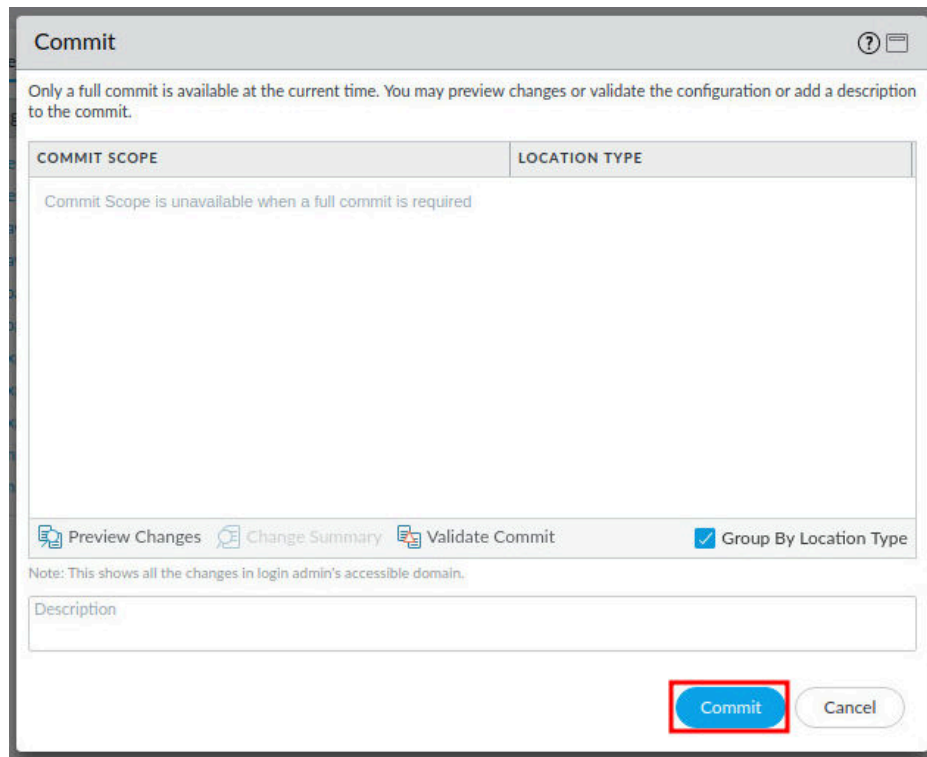 Commit
Only a full commit is available at the current time. You may preview changes or validate the configuration or add a description
to the commit.
COMMIT SCOPE LOCATION TYPE
Commit Scope is unavailable when a full commit is required
Preview Changes Change Summary Validate Commit Group By Location Type
Note: This shows all the changes in login admin's accessible domain.
Description
Commit Cancel